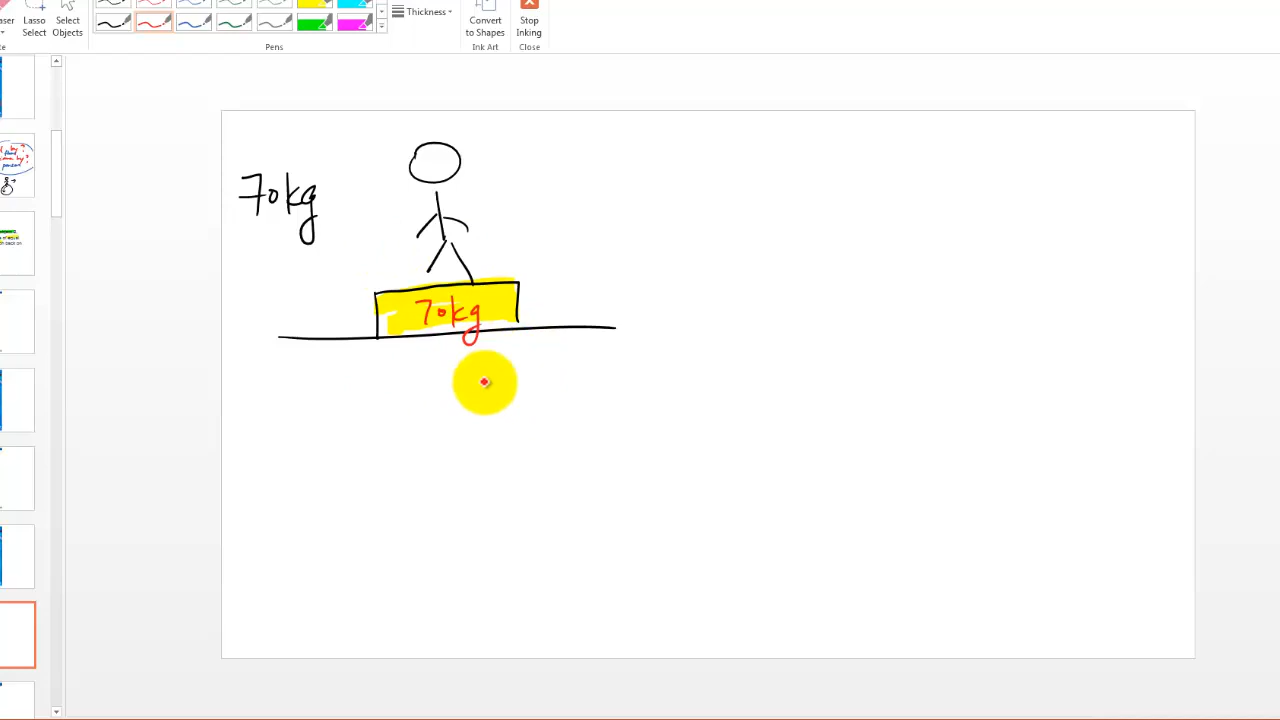 Lasso
Select
Select
Objects
Thickness
Convert
to Shapes
Stop
Inking
Pens
Ink Art
Close
70kg
70kg